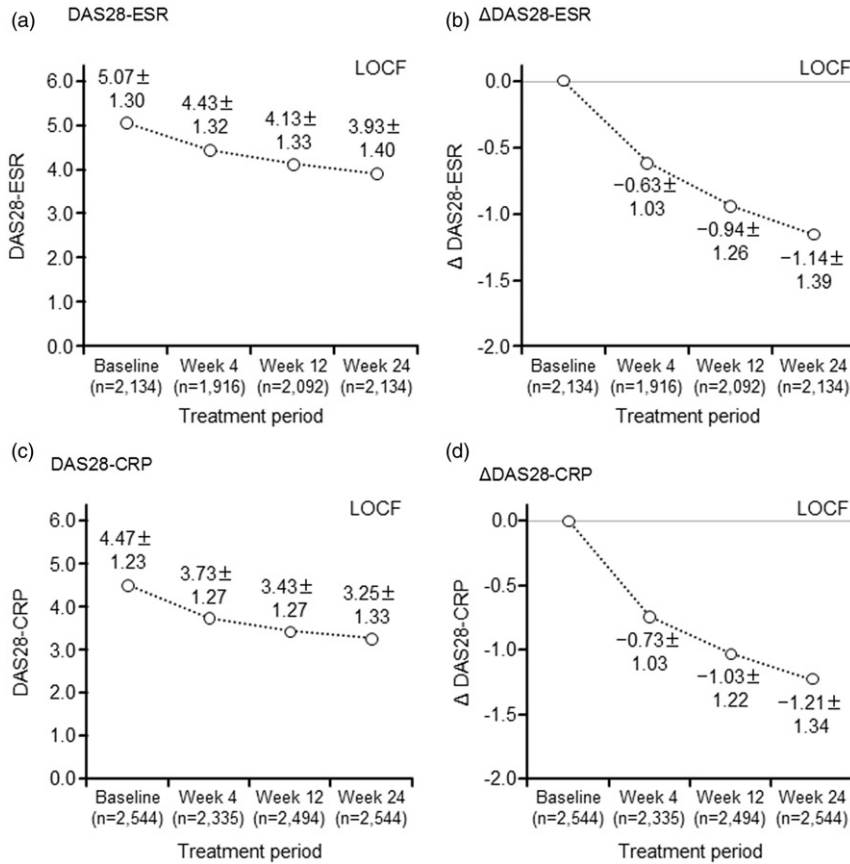 (a) DAS28-ESR
LOCF
6.0
5.0
4.0
3.0
2.0
1.0
0.0
DAS28-ESR
5.07±
1.30
4.43±
1.32
4.13±
1.33
3.93±
1.40
Baseline Week 4 Week 12 Week 24
(n=2,134) (n=1,916) (n=2,092) (n=2,134)
Treatment period
(b) ΔDAS28-ESR
LOCF
0.0
-0.5
-1.0
-1.5
-2.0
Δ DAS28-ESR
−0.63±
1.03
−0.94±
1.26
−1.14±
1.39
Baseline Week 4 Week 12 Week 24
(n=2,134) (n=1,916) (n=2,092) (n=2,134)
Treatment period
(c) DAS28-CRP
LOCF
6.0
5.0
4.0
3.0
2.0
1.0
0.0
DAS28-CRP
4.47±
1.23
3.73±
1.27
3.43±
1.27
3.25±
1.33
Baseline Week 4 Week 12 Week 24
(n=2,544) (n=2,335) (n=2,494) (n=2,544)
Treatment period
(d) ΔDAS28-CRP
LOCF
0.0
-0.5
-1.0
-1.5
-2.0
Δ DAS28-CRP
−0.73±
1.03
−1.03±
1.22
−1.21±
1.34
Baseline Week 4 Week 12 Week 24
(n=2,544) (n=2,335) (n=2,494) (n=2,544)
Treatment period